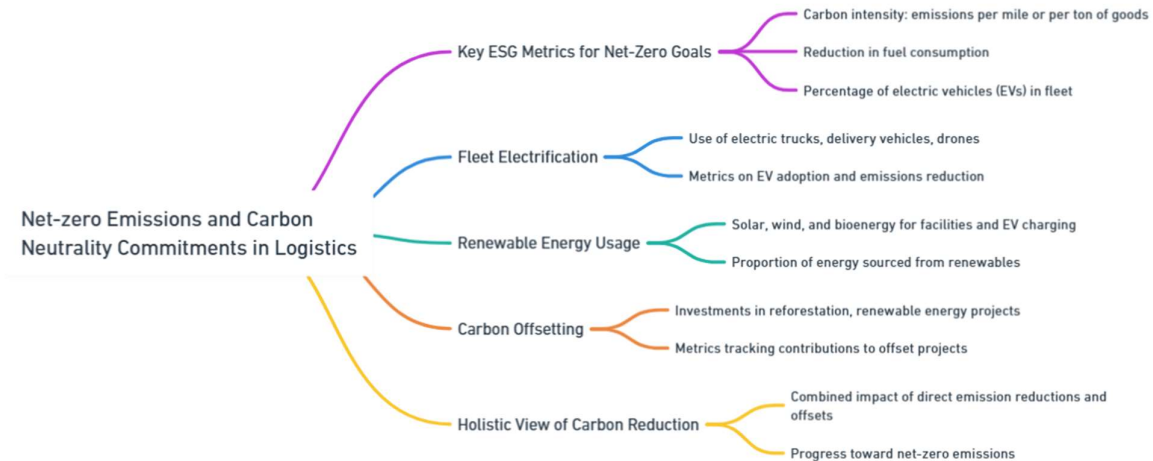 Net-zero Emissions and Carbon
Neutrality Commitments in Logistics
Key ESG Metrics for Net-Zero Goals
Carbon intensity: emissions per mile or per ton of goods
Reduction in fuel consumption
Percentage of electric vehicles (EVs) in fleet
Fleet Electrification
Use of electric trucks, delivery vehicles, drones
Metrics on EV adoption and emissions reduction
Renewable Energy Usage
Solar, wind, and bioenergy for facilities and EV charging
Proportion of energy sourced from renewables
Carbon Offsetting
Investments in reforestation, renewable energy projects
Metrics tracking contributions to offset projects
Holistic View of Carbon Reduction
Combined impact of direct emission reductions and
offsets
Progress toward net-zero emissions